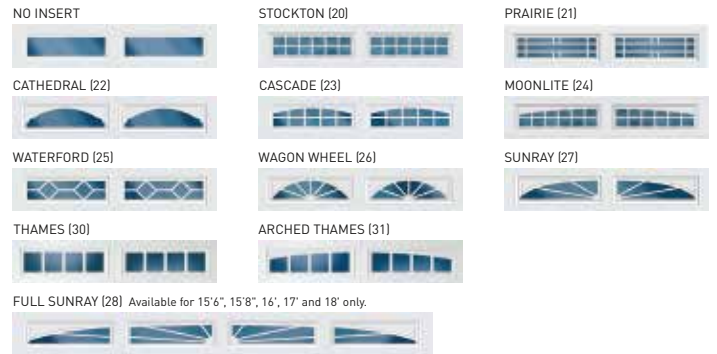 NO INSERT
STOCKTON (20)
PRAIRIE (21)
CATHEDRAL (22)
CASCADE (23)
MOONLITE (24)
WATERFORD (25)
WAGON WHEEL (26)
SUNRAY (27)
THAMES (30)
ARCHED THAMES (31)
FULL SUNRAY (28) Available for 15'6", 15'8", 16', 17' and 18' only.